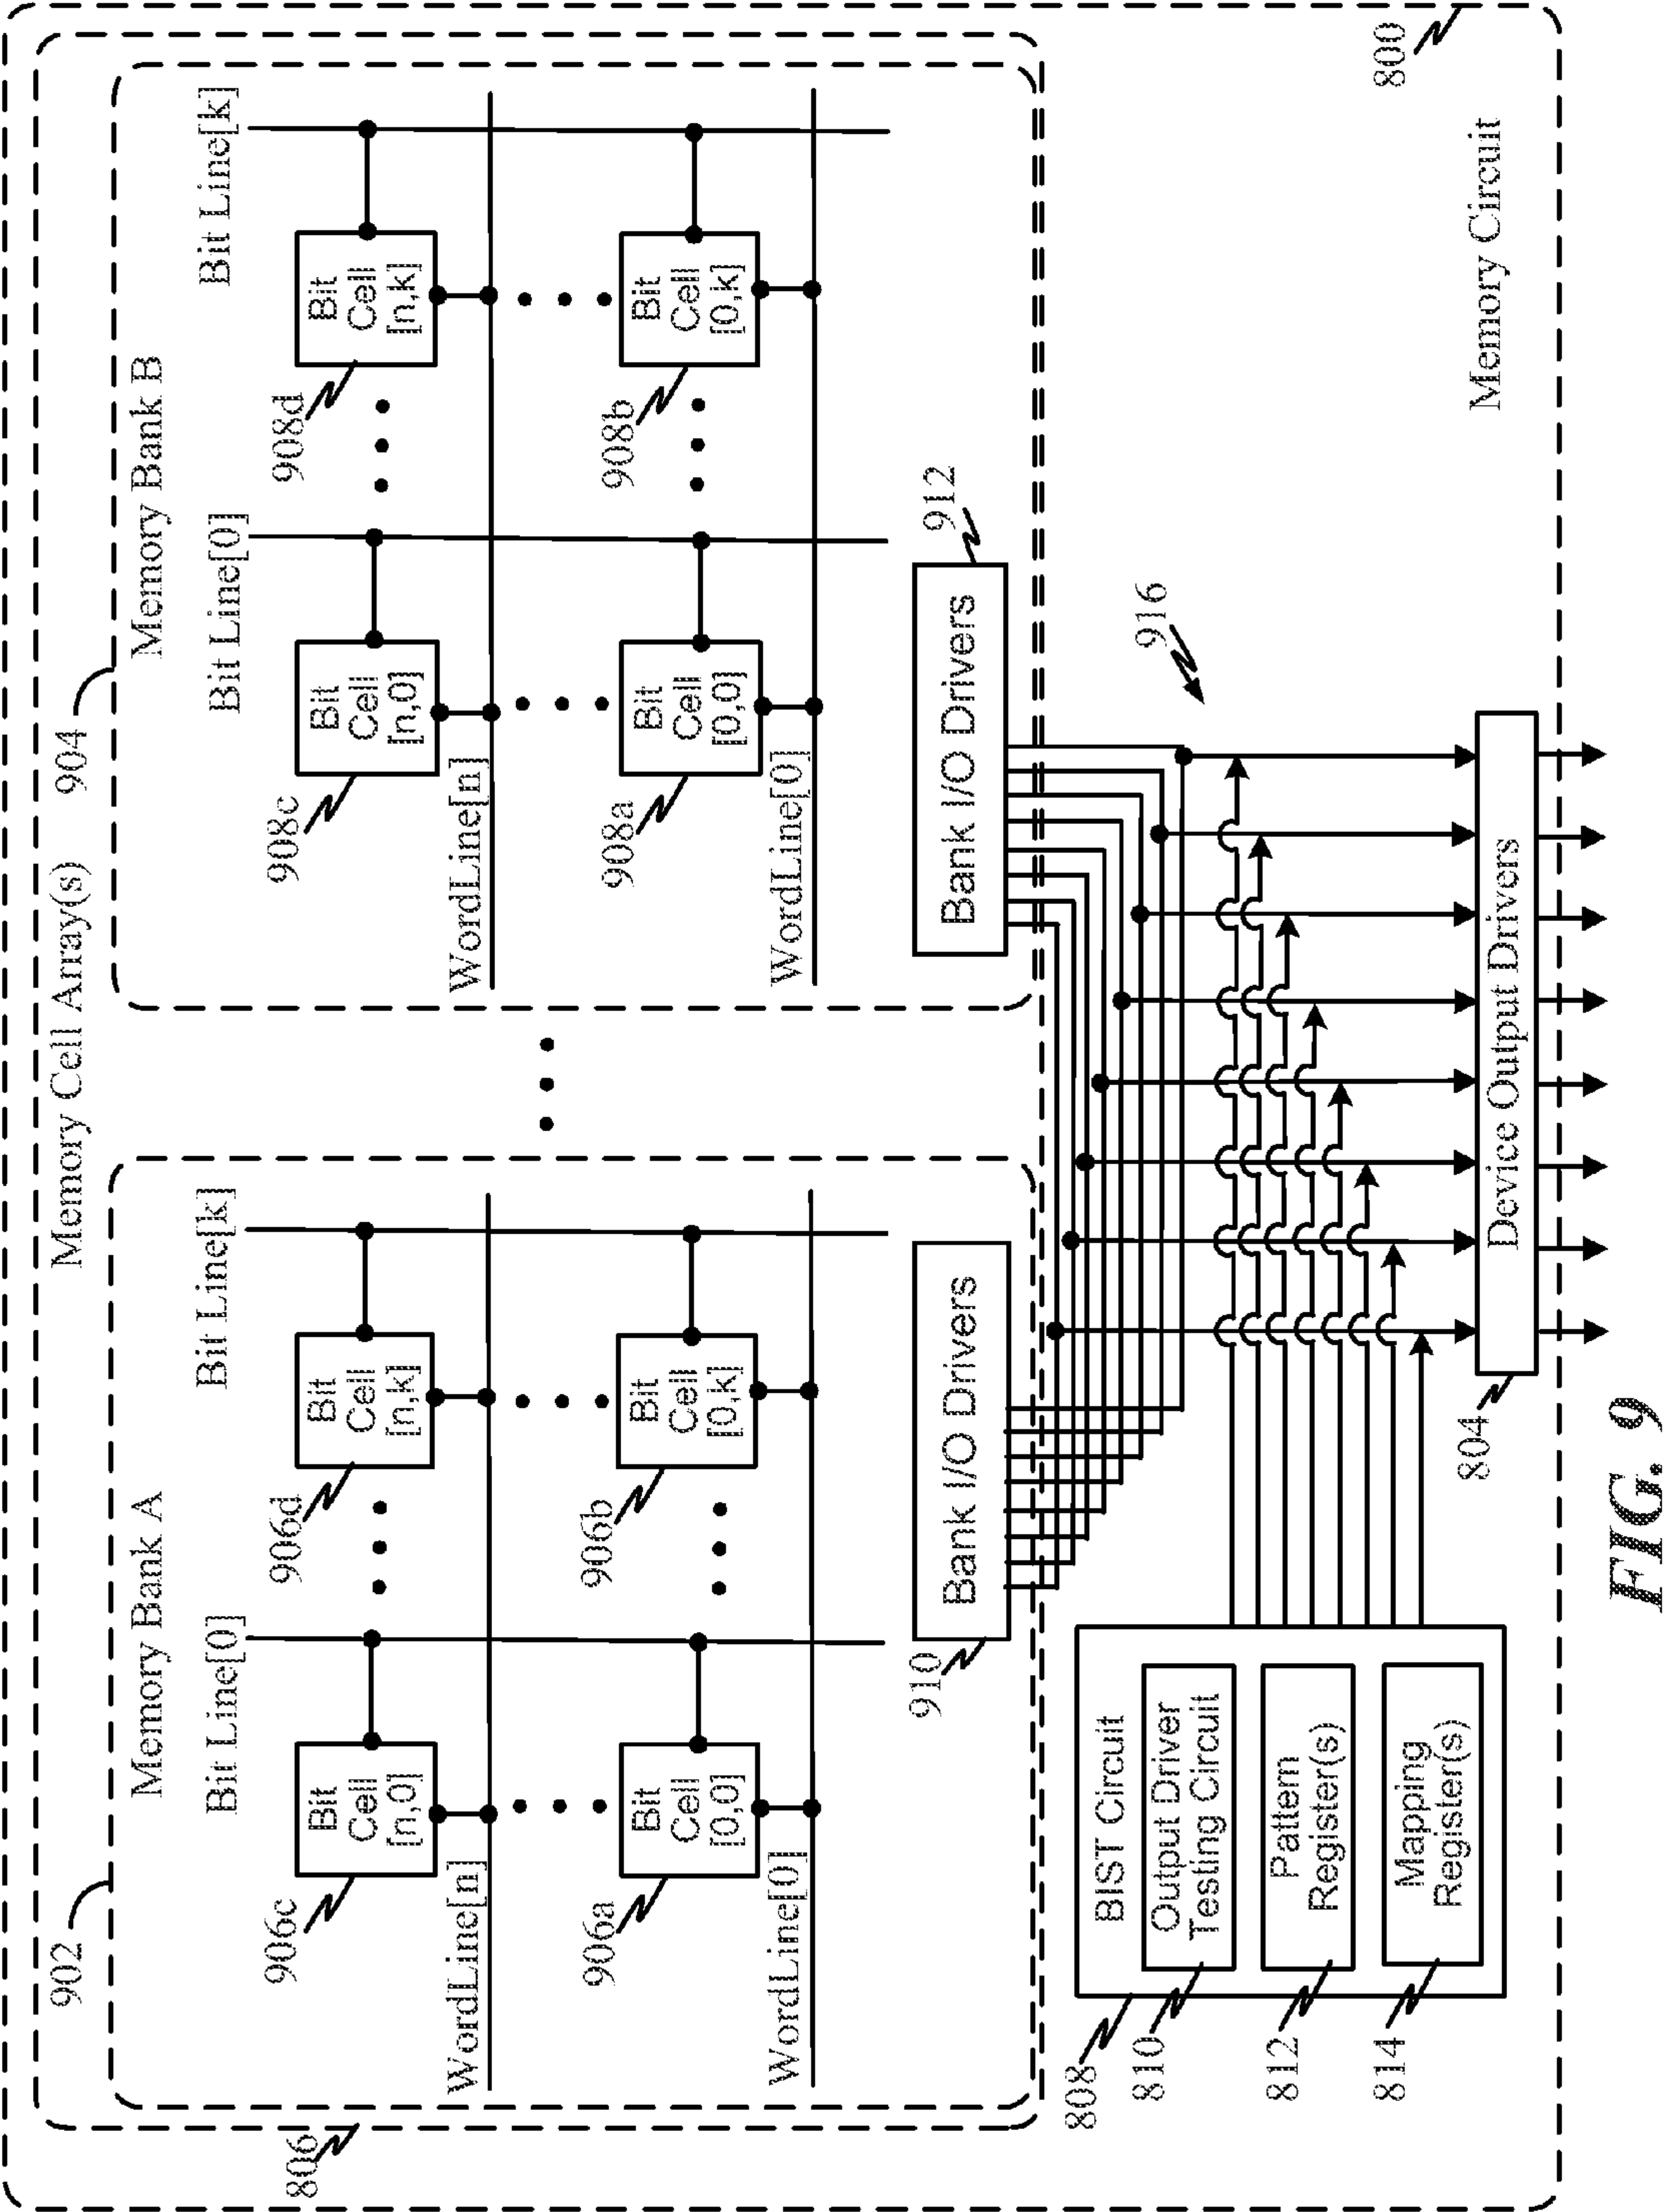 Memory Cell Array(s)
902
904
Memory Bank A
Memory Bank B
806
Bit Line[0]
Bit Line[k]
Bit Line[0]
Bit Line[k]
906c
Bit
Cell
[n,0]
906d
Bit
Cell
[n,k]
908c
Bit
Cell
[n,0]
908d
Bit
Cell
[n,k]
WordLine[n]
WordLine[n]
906a
Bit
Cell
[0,0]
906b
Bit
Cell
[0,k]
908a
Bit
Cell
[0,0]
908b
Bit
Cell
[0,k]
WordLine[0]
WordLine[0]
910
Bank I/O Drivers
Bank I/O Drivers
912
916
808
BIST Circuit
810
Output Driver
Testing Circuit
812
Pattern
Register(s)
814
Mapping
Register(s)
804
Device Output Drivers
Memory Circuit
800
FIG. 9